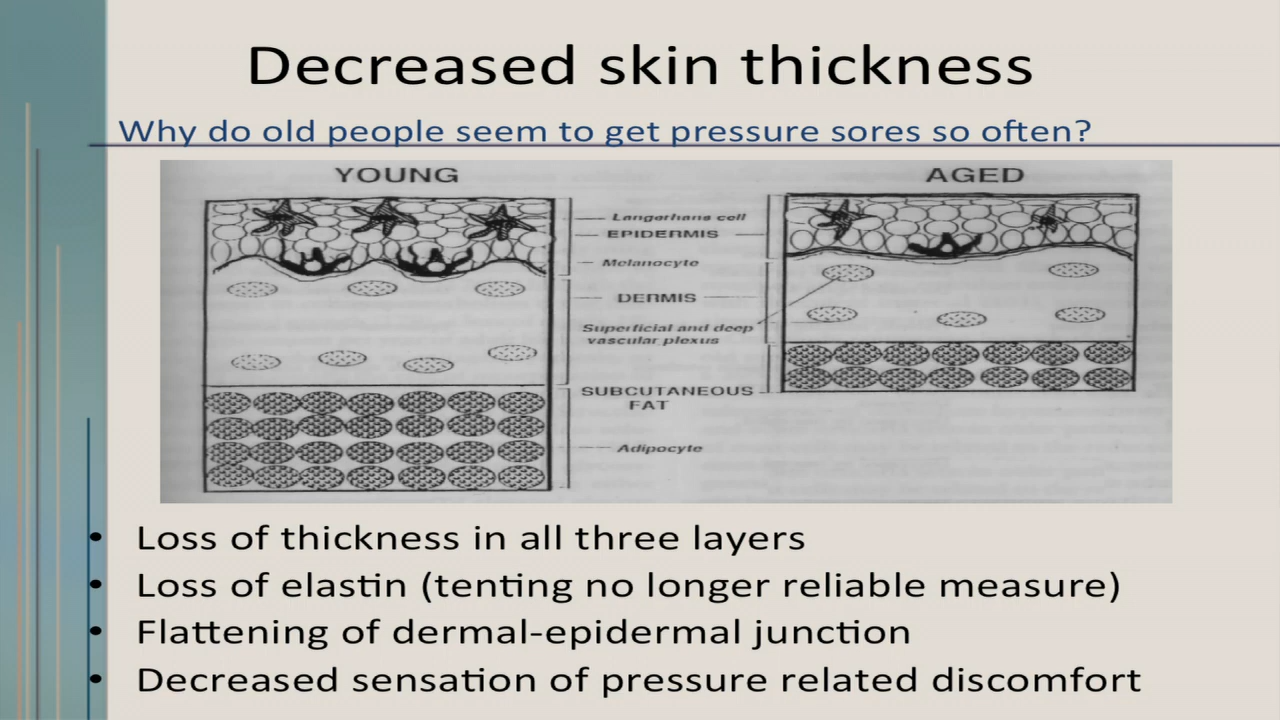 Decreased skin thickness
Why do old people seem to get pressure sores so often?
YOUNG
AGED
Langerhans cell
EPIDERMIS
Melanocyte
DERMIS
Superficial and deep
vascular plexus
SUBCUTANEOUS
FAT
Adipocyte
• Loss of thickness in all three layers
• Loss of elastin (tenting no longer reliable measure)
• Flattening of dermal-epidermal junction
• Decreased sensation of pressure related discomfort